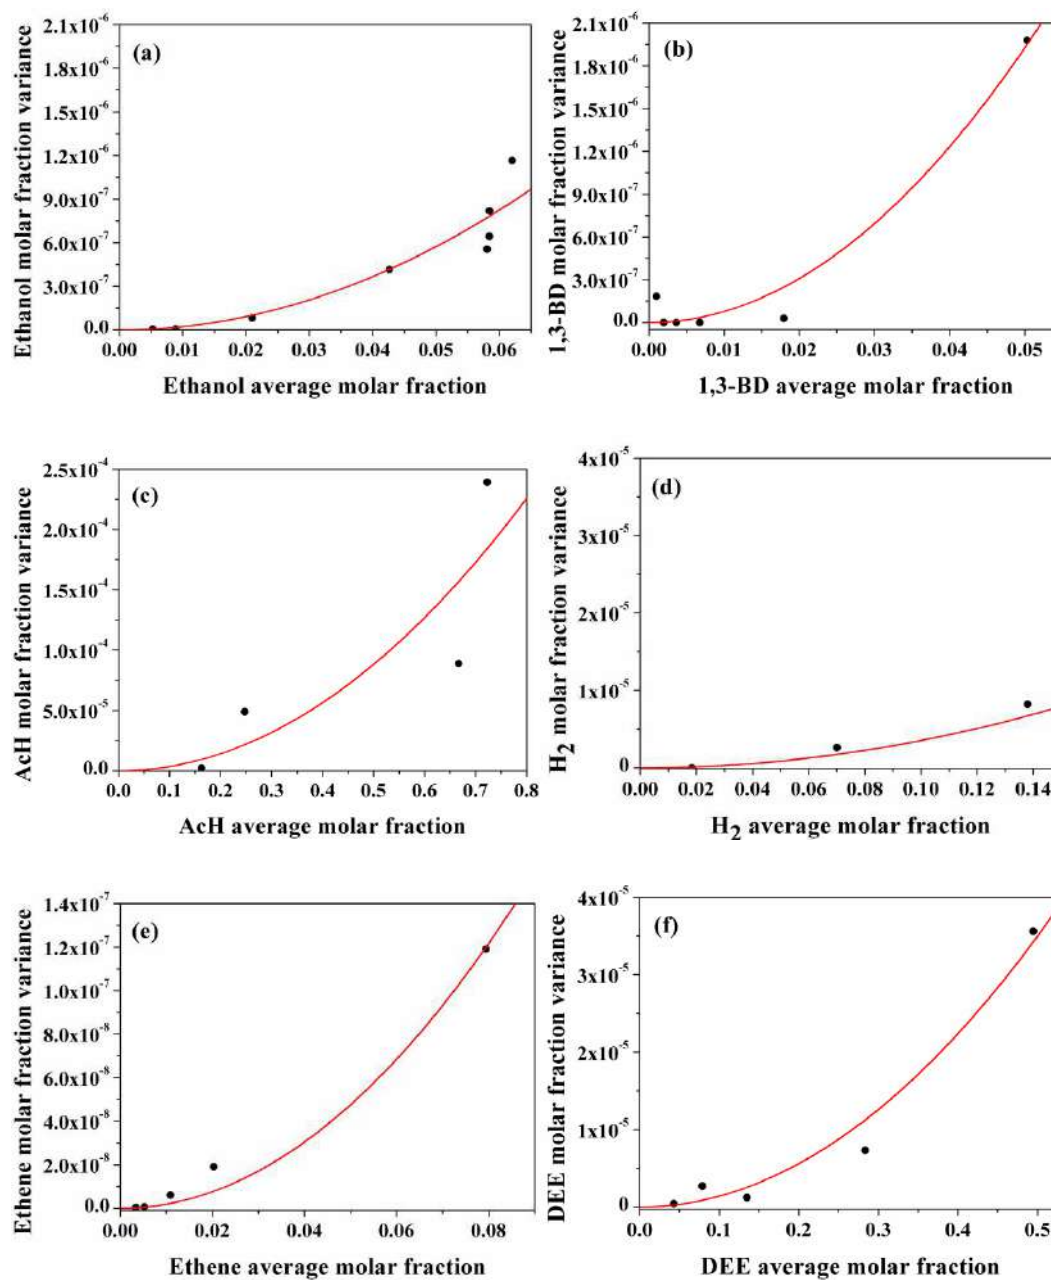 (a)
Ethanol molar fraction variance
2.1x10⁻⁶
1.8x10⁻⁶
1.5x10⁻⁶
1.2x10⁻⁶
9.0x10⁻⁷
6.0x10⁻⁷
3.0x10⁻⁷
0.0
0.00 0.01 0.02 0.03 0.04 0.05 0.06
Ethanol average molar fraction
(b)
1,3-BD molar fraction variance
2.1x10⁻⁶
1.8x10⁻⁶
1.5x10⁻⁶
1.2x10⁻⁶
9.0x10⁻⁷
6.0x10⁻⁷
3.0x10⁻⁷
0.0
0.00 0.01 0.02 0.03 0.04 0.05
1,3-BD average molar fraction
(c)
AcH molar fraction variance
2.5x10⁻⁴
2.0x10⁻⁴
1.5x10⁻⁴
1.0x10⁻⁴
5.0x10⁻⁵
0.0
0.0 0.1 0.2 0.3 0.4 0.5 0.6 0.7 0.8
AcH average molar fraction
(d)
H₂ molar fraction variance
4x10⁻⁵
3x10⁻⁵
2x10⁻⁵
1x10⁻⁵
0
0.00 0.02 0.04 0.06 0.08 0.10 0.12 0.14
H₂ average molar fraction
(e)
Ethene molar fraction variance
1.4x10⁻⁷
1.2x10⁻⁷
1.0x10⁻⁷
8.0x10⁻⁸
6.0x10⁻⁸
4.0x10⁻⁸
2.0x10⁻⁸
0.0
0.00 0.02 0.04 0.06 0.08
Ethene average molar fraction
(f)
DEE molar fraction variance
4x10⁻⁵
3x10⁻⁵
2x10⁻⁵
1x10⁻⁵
0
0.0 0.1 0.2 0.3 0.4 0.5
DEE average molar fraction